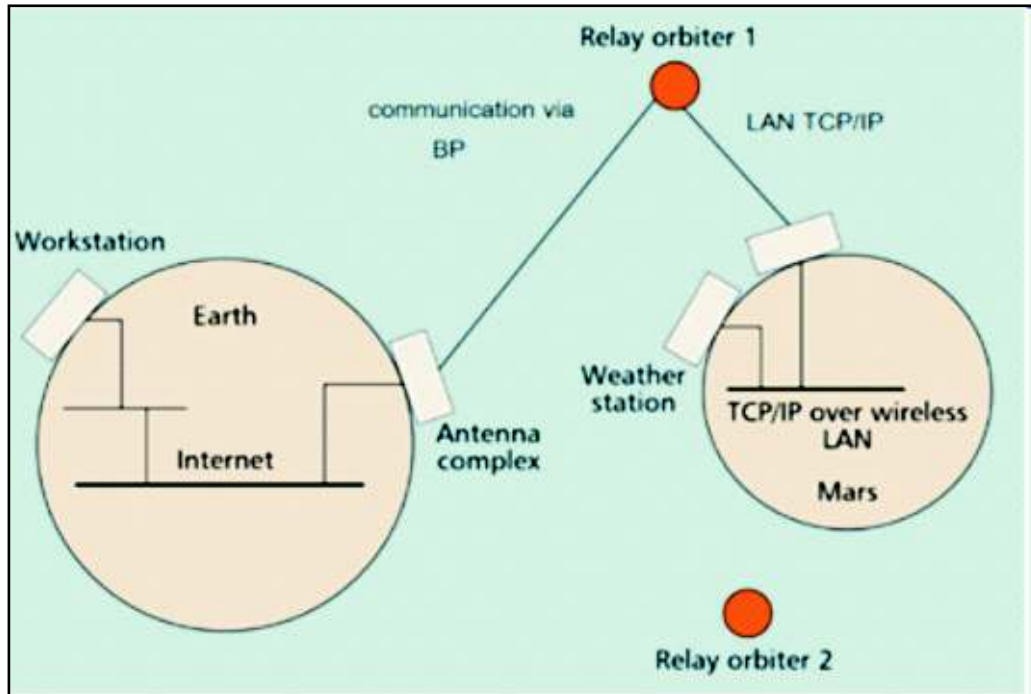 Relay orbiter 1
communication via
BP
LAN TCP/IP
Workstation
Earth
Internet
Antenna
complex
Weather
station
TCP/IP over wireless
LAN
Mars
Relay orbiter 2